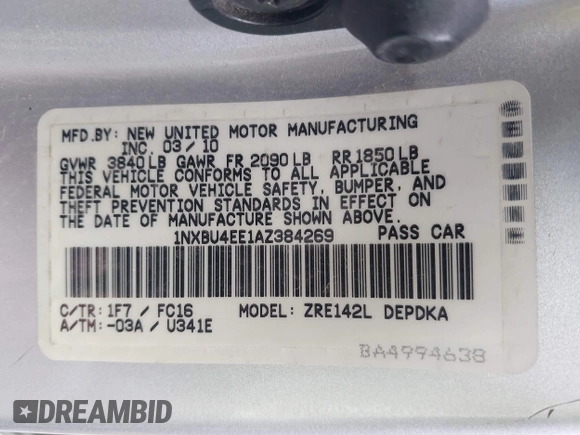 MFD.BY: NEW UNITED MOTOR MANUFACTURING
INC. 03/10
GVWR 3840 LB GAWR FR 2090 LB RR 1850 LB
THIS VEHICLE CONFORMS TO ALL APPLICABLE
FEDERAL MOTOR VEHICLE SAFETY, BUMPER, AND
THEFT PREVENTION STANDARDS IN EFFECT ON
THE DATE OF MANUFACTURE SHOWN ABOVE.
1NXBU4EE1AZ384269 PASS CAR
C/TR: 1F7 / FC16 MODEL: ZRE142L DEPDKA
A/TM: -03A / U341E
BA4994638
DREAMBID